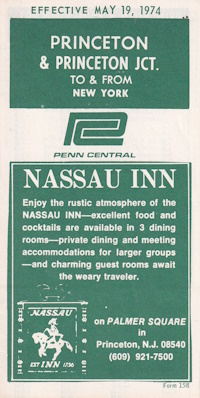 EFFECTIVE MAY 19, 1974
PRINCETON
& PRINCETON JCT.
TO & FROM
NEW YORK
PENN CENTRAL
NASSAU INN
Enjoy the rustic atmosphere of the
NASSAU INN—excellent food and
cocktails are available in 3 dining
rooms—private dining and meeting
accommodations for larger groups
—and charming guest rooms await
the weary traveler.
NASSAU
EST INN 1756
on PALMER SQUARE
in
Princeton, N.J. 08540
(609) 921-7500
Form 158